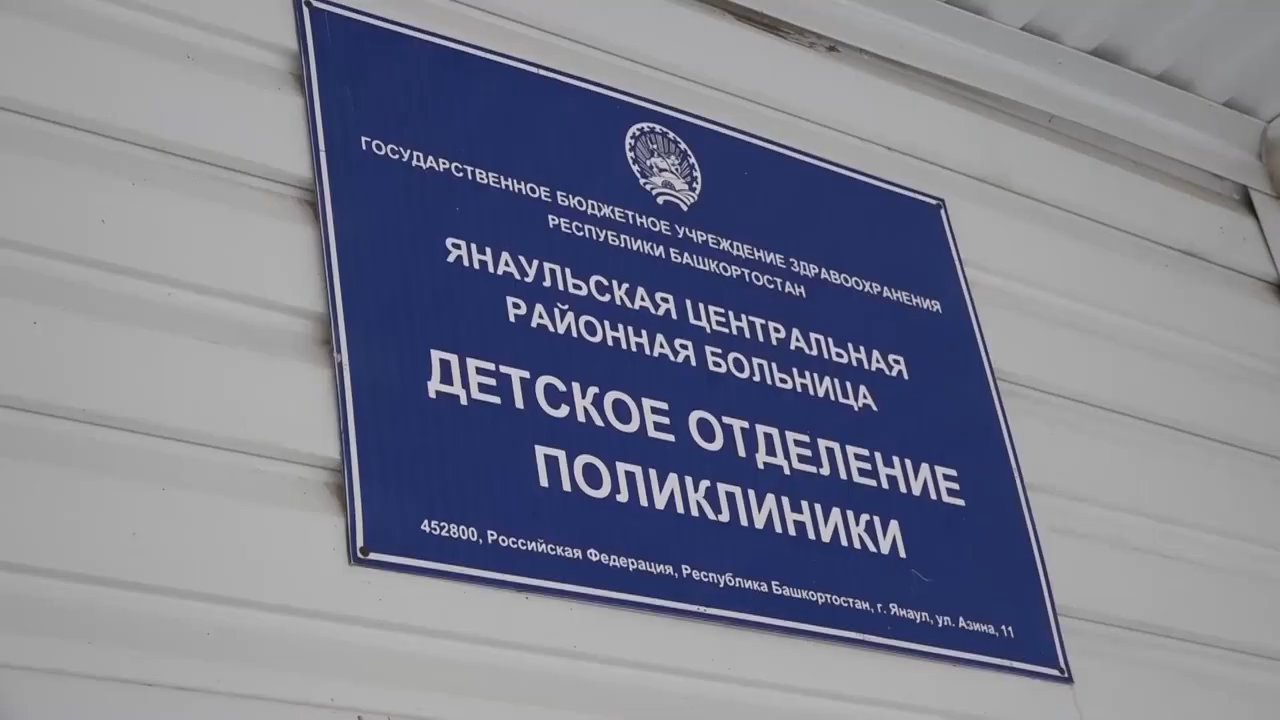 ГОСУДАРСТВЕННОЕ БЮДЖЕТНОЕ УЧРЕЖДЕНИЕ ЗДРАВООХРАНЕНИЯ
РЕСПУБЛИКИ БАШКОРТОСТАН
ЯНАУЛЬСКАЯ ЦЕНТРАЛЬНАЯ
РАЙОННАЯ БОЛЬНИЦА
ДЕТСКОЕ ОТДЕЛЕНИЕ
ПОЛИКЛИНИКИ
452800, Российская Федерация, Республика Башкортостан, г. Янаул, ул. Азина, 11